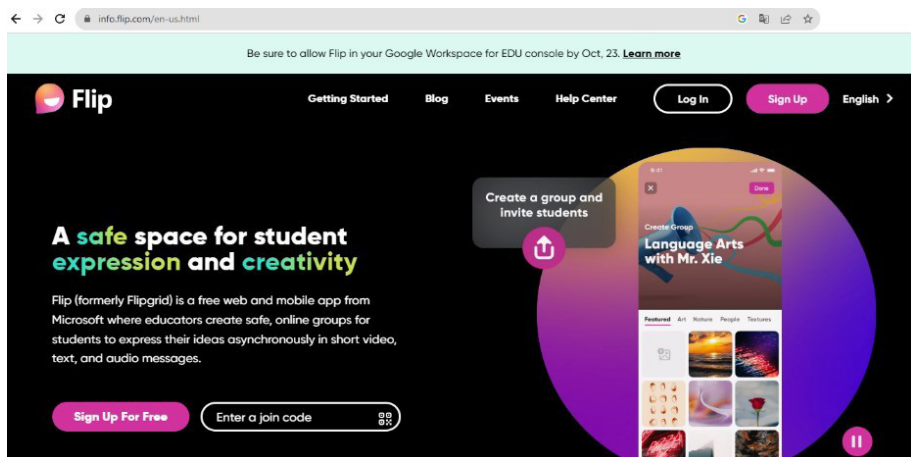 info.flip.com/en-us.html
Be sure to allow Flip in your Google Workspace for EDU console by Oct, 23. Learn more
Flip
Getting Started
Blog
Events
Help Center
Log In
Sign Up
English
A safe space for student
expression and creativity
Flip (formerly Flipgrid) is a free web and mobile app from
Microsoft where educators create safe, online groups for
students to express their ideas asynchronously in short video,
text, and audio messages.
Sign Up For Free
Enter a join code
Create a group and
invite students
9:41
Done
Create Group
Language Arts
with Mr. Xie
Featured Art Nature People Textures